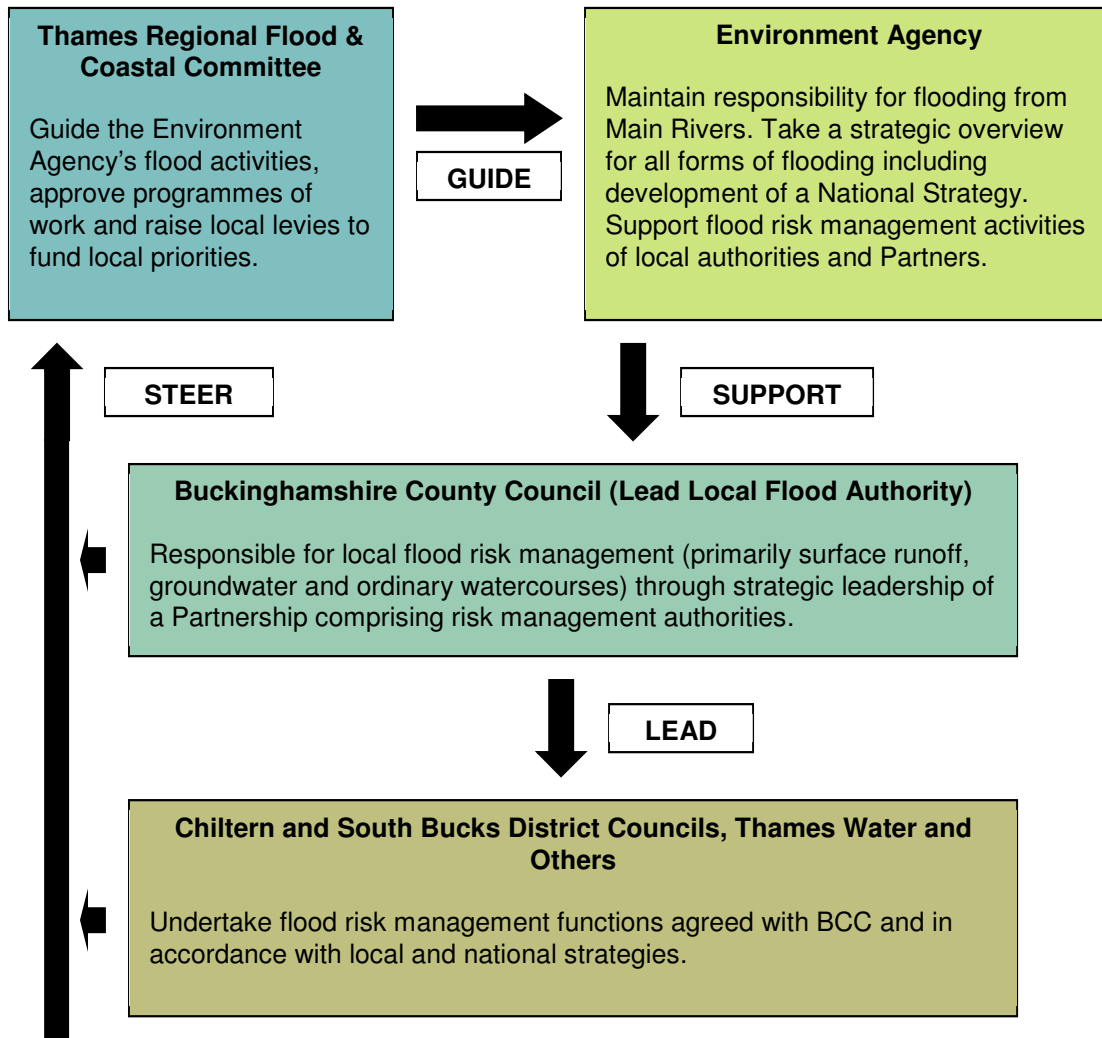 Thames Regional Flood &
Coastal Committee
Guide the Environment
Agency's flood activities,
approve programmes of
work and raise local levies to
fund local priorities.
GUIDE
Environment Agency
Maintain responsibility for flooding from
Main Rivers. Take a strategic overview
for all forms of flooding including
development of a National Strategy.
Support flood risk management activities
of local authorities and Partners.
STEER
SUPPORT
Buckinghamshire County Council (Lead Local Flood Authority)
Responsible for local flood risk management (primarily surface runoff,
groundwater and ordinary watercourses) through strategic leadership of
a Partnership comprising risk management authorities.
LEAD
Chiltern and South Bucks District Councils, Thames Water and
Others
Undertake flood risk management functions agreed with BCC and in
accordance with local and national strategies.